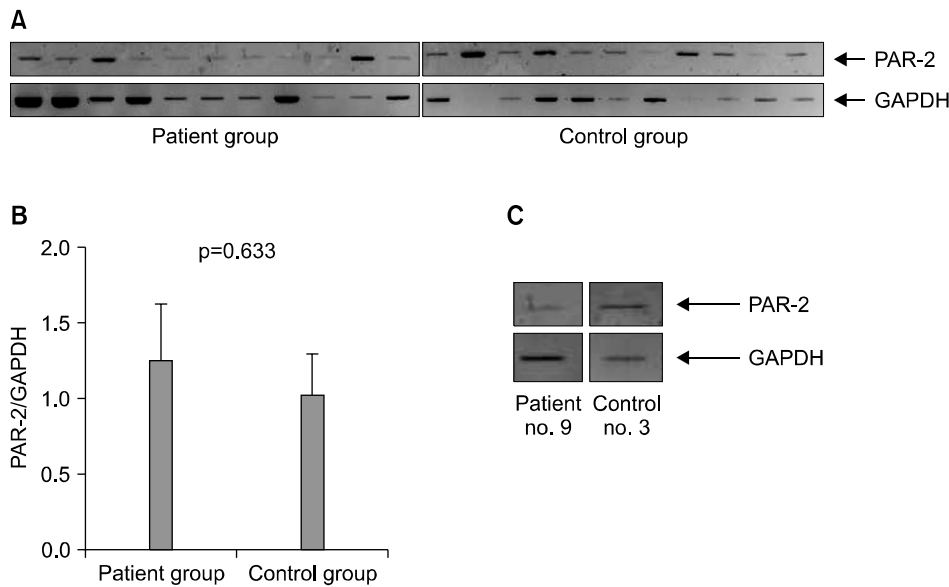 A
PAR-2
GAPDH
Patient group
Control group
B
2.0
p=0.633
1.5
1.0
0.5
0.0
PAR-2/GAPDH
Patient group
Control group
C
PAR-2
GAPDH
Patient
no. 9
Control
no. 3